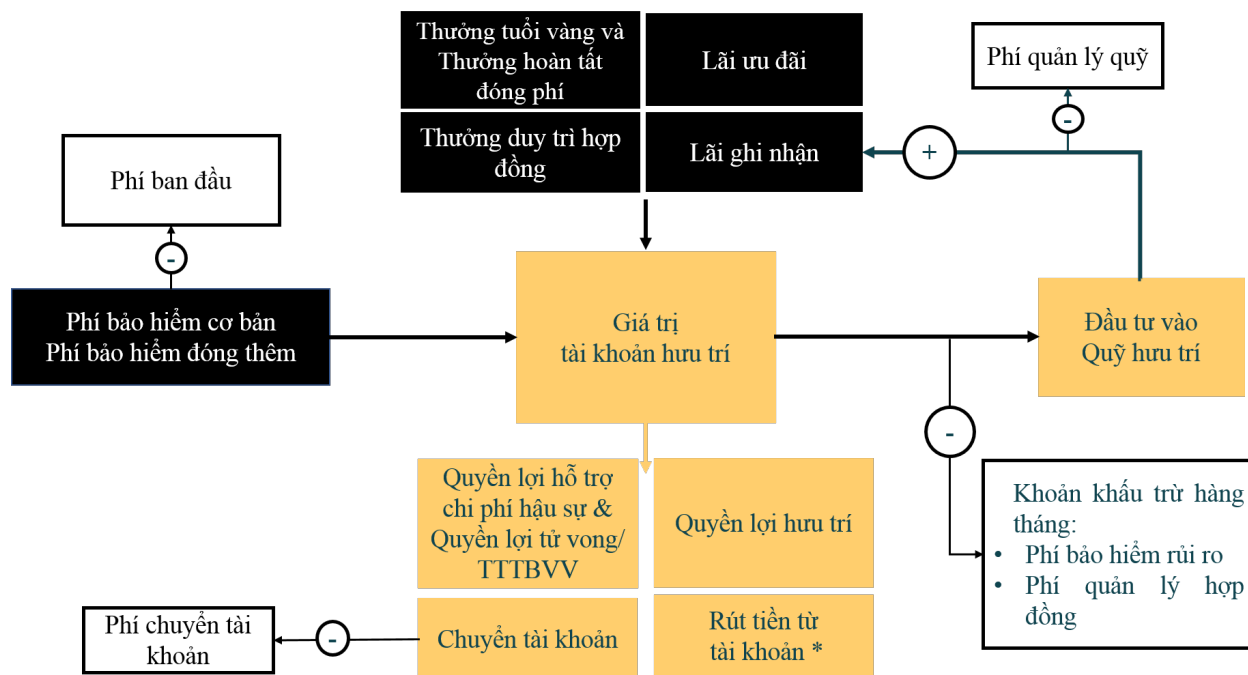 Thưởng tuổi vàng và
Thưởng hoàn tất
đóng phí
Lãi ưu đãi
Phí quản lý quỹ
-
Thưởng duy trì hợp
đồng
Lãi ghi nhận
+
Phí ban đầu
-
Phí bảo hiểm cơ bản
Phí bảo hiểm đóng thêm
Giá trị
tài khoản hưu trí
Đầu tư vào
Quỹ hưu trí
-
Quyền lợi hỗ trợ
chi phí hậu sự &
Quyền lợi tử vong/
TTTBVV
Quyền lợi hưu trí
Khoản khấu trừ hàng
tháng:
• Phí bảo hiểm rủi ro
• Phí quản lý hợp
đồng
Phí chuyển tài
khoản
-
Chuyển tài khoản
Rút tiền từ
tài khoản *